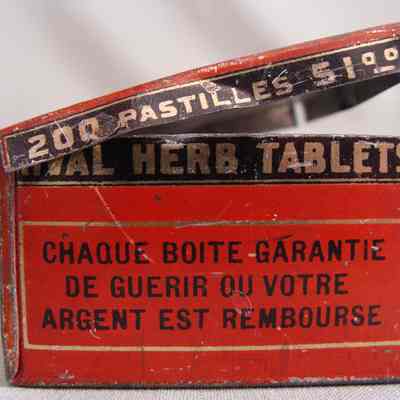 200 PASTILLES $1.00
HERB TABLETS
CHAQUE BOITE GARANTIE
DE GUERIR OU VOTRE
ARGENT EST REMBOURSE